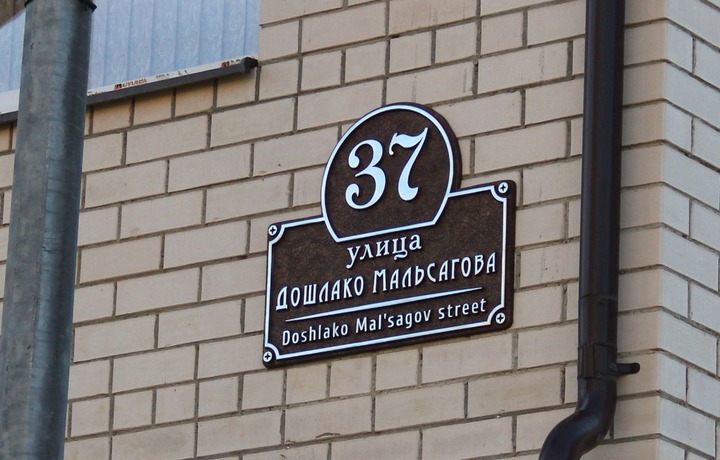 37
улица
ДОШЛАКО МАЛЬСАГОВА
Doshlako Mal'sagov street